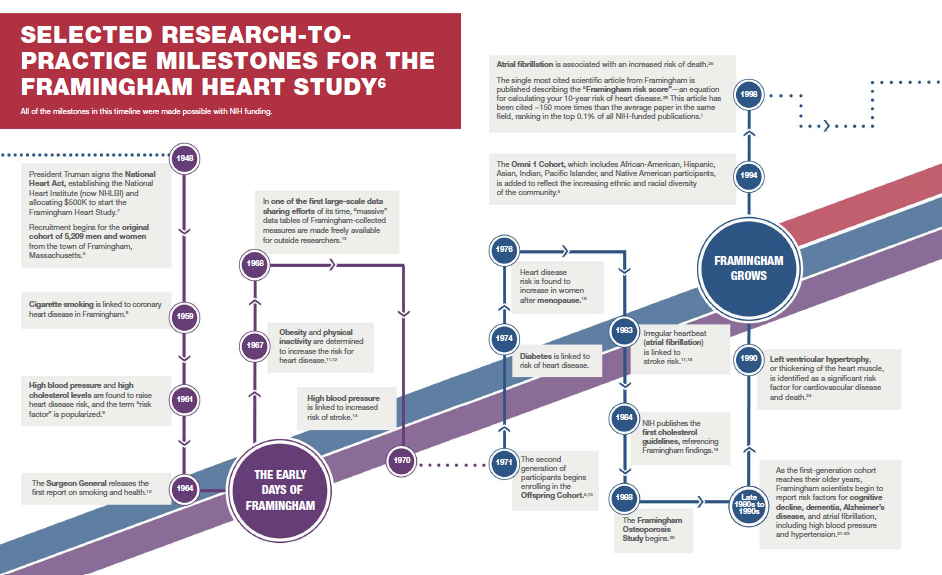 SELECTED RESEARCH-TO-
PRACTICE MILESTONES FOR THE
FRAMINGHAM HEART STUDY⁶
All of the milestones in this timeline were made possible with NIH funding.
1948
President Truman signs the National
Heart Act, establishing the National
Heart Institute (now NHLBI) and
allocating $500K to start the
Framingham Heart Study.⁷
Recruitment begins for the original
cohort of 5,209 men and women
from the town of Framingham,
Massachusetts.⁸
1959
Cigarette smoking is linked to coronary
heart disease in Framingham.⁹
1961
High blood pressure and high
cholesterol levels are found to raise
heart disease risk, and the term “risk
factor” is popularized.⁹
1964
The Surgeon General releases the
first report on smoking and health.¹⁰
THE EARLY
DAYS OF
FRAMINGHAM
1967
Obesity and physical
inactivity are determined
to increase the risk for
heart disease.¹¹,¹²
1968
In one of the first large-scale data
sharing efforts of its time, “massive”
data tables of Framingham-collected
measures are made freely available
for outside researchers.¹³
1970
High blood pressure
is linked to increased
risk of stroke.¹⁴
1971
The second
generation of
participants begins
enrolling in the
Offspring Cohort.
1974
Diabetes is linked to
risk of heart disease.
1976
Heart disease
risk is found to
increase in women
after menopause.¹⁶
1983
Irregular heartbeat
(atrial fibrillation)
is linked to
stroke risk.¹⁷,¹⁸
1984
NIH publishes the
first cholesterol
guidelines, referencing
Framingham findings.¹⁹
1988
The Framingham
Osteoporosis
Study begins.²⁰
Late
1980s to
1990s
As the first-generation cohort
reaches their older years,
Framingham scientists begin to
report risk factors for cognitive
decline, dementia, Alzheimer’s
disease, and atrial fibrillation,
including high blood pressure
and hypertension.²¹⁻²³
1990
Left ventricular hypertrophy,
or thickening of the heart muscle,
is identified as a significant risk
factor for cardiovascular disease
and death.²⁴
FRAMINGHAM
GROWS
1994
The Omni 1 Cohort, which includes African-American, Hispanic,
Asian, Indian, Pacific Islander, and Native American participants,
is added to reflect the increasing ethnic and racial diversity
of the community.
1998
Atrial fibrillation is associated with an increased risk of death.²⁵
The single most cited scientific article from Framingham is
published describing the “Framingham risk score”—an equation
for calculating your 10-year risk of heart disease.²⁶ This article has
been cited ~150 more times than the average paper in the same
field, ranking in the top 0.1% of all NIH-funded publications.